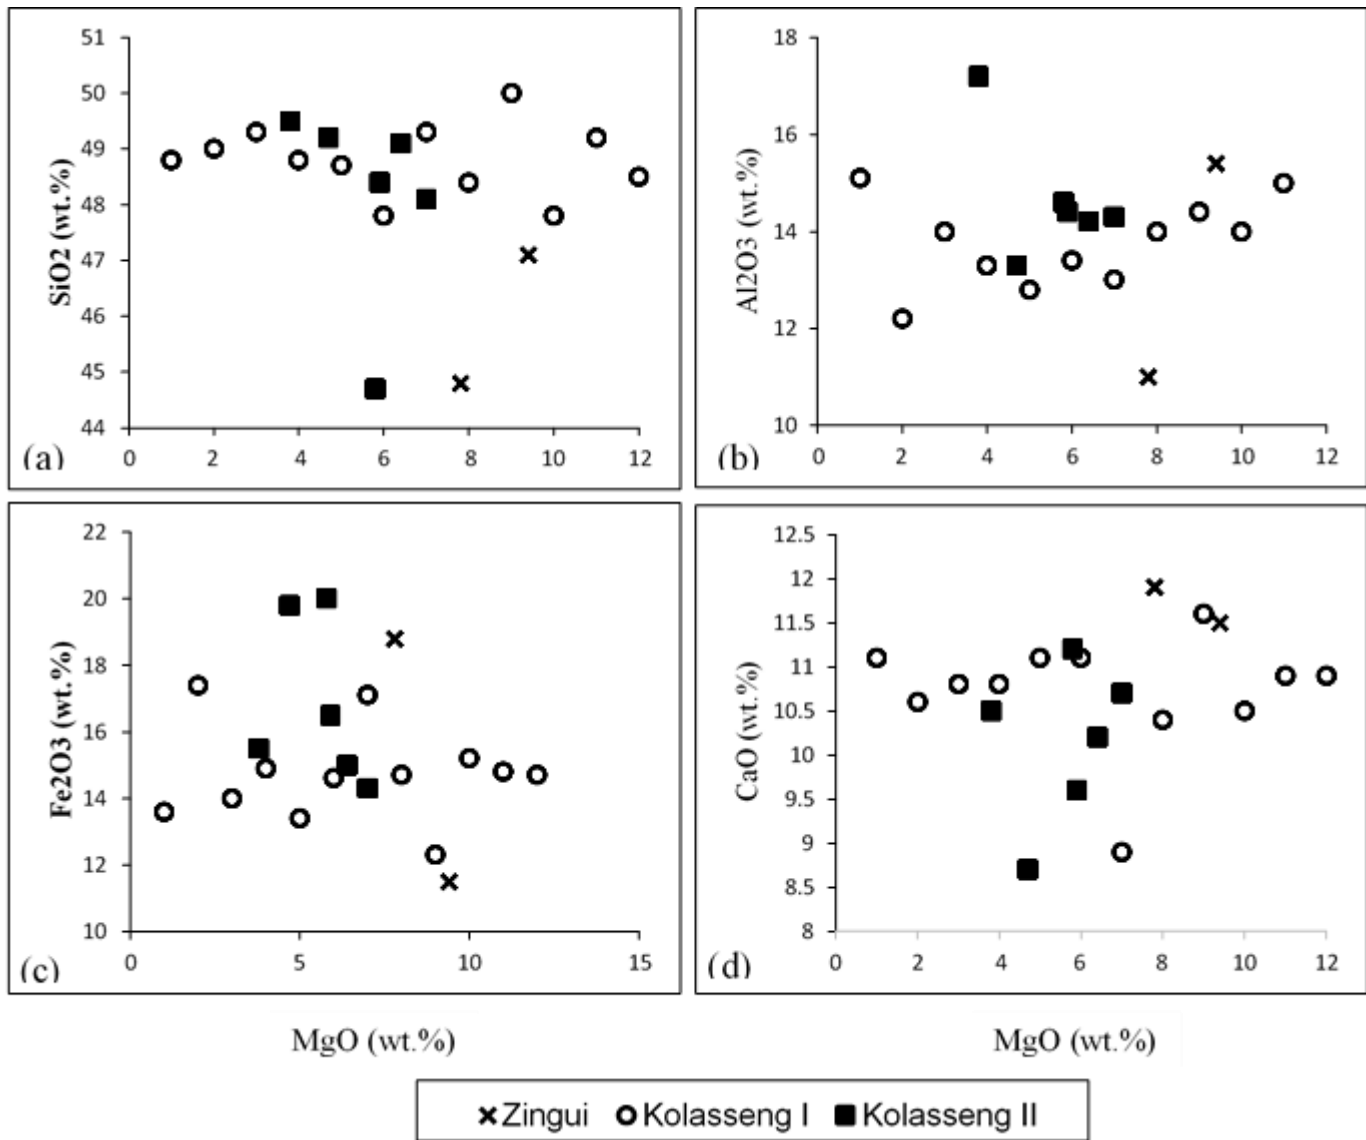 51
50
49
48
47
46
45
44
SiO2 (wt.%)
0 2 4 6 8 10 12
(a)
18
16
14
12
10
Al2O3 (wt.%)
0 2 4 6 8 10 12
(b)
22
20
18
16
14
12
10
Fe2O3 (wt.%)
0 5 10 15
(c)
12.5
12
11.5
11
10.5
10
9.5
9
8.5
8
CaO (wt.%)
0 2 4 6 8 10 12
(d)
MgO (wt.%)
MgO (wt.%)
Zingui Kolasseng I Kolasseng II